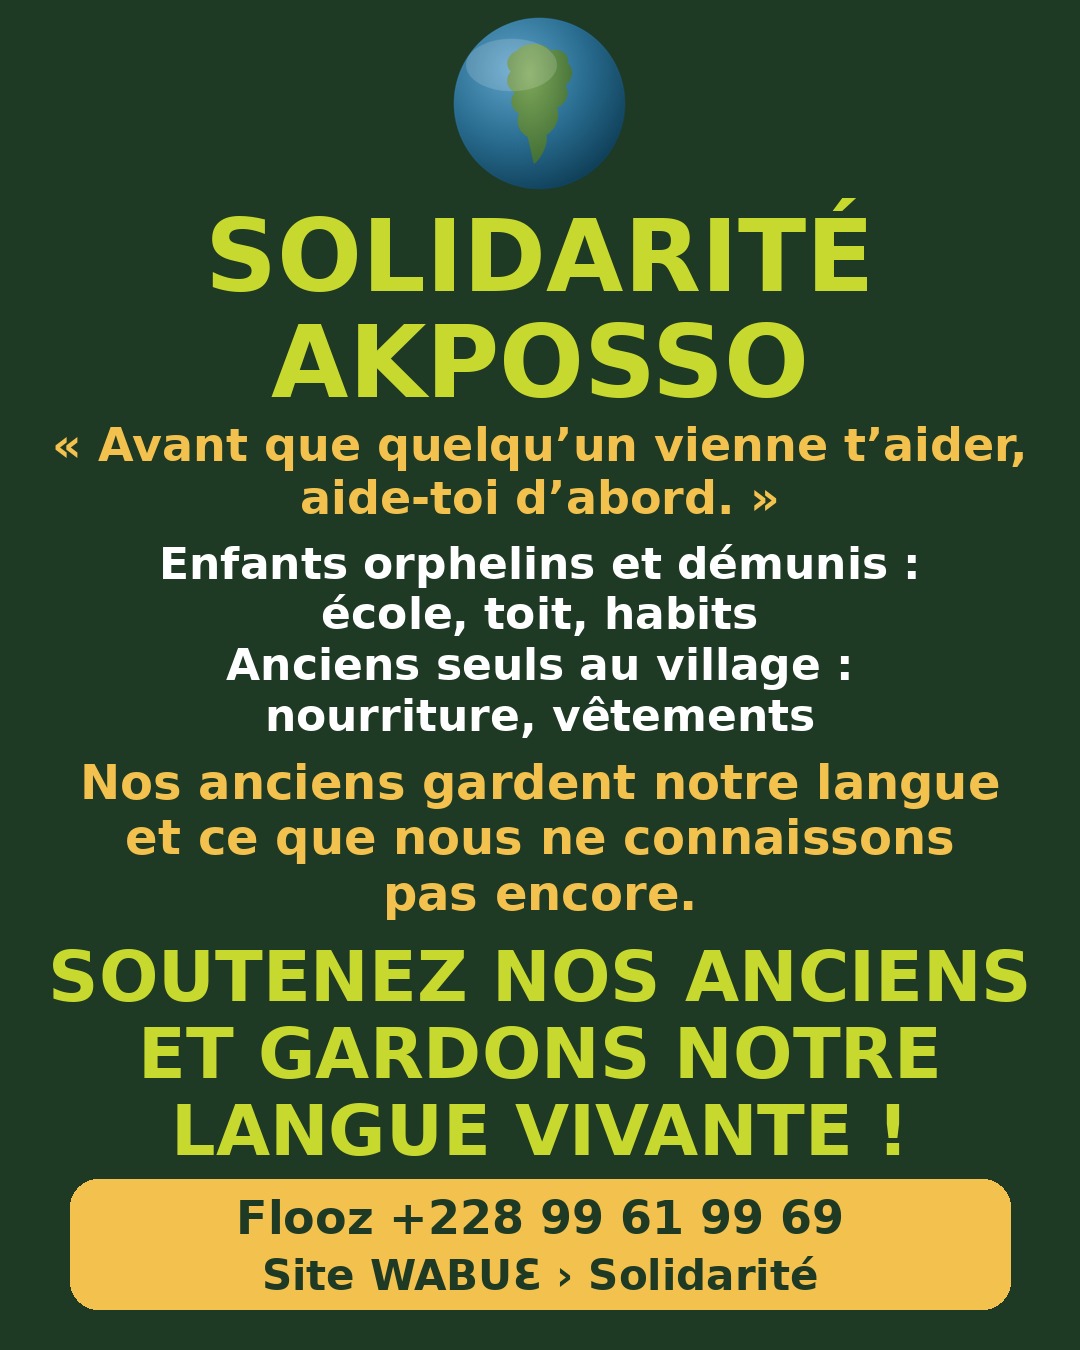 SOLIDARITÉ
AKPOSSO
« Avant que quelqu’un vienne t’aider,
aide-toi d’abord. »
Enfants orphelins et démunis :
école, toit, habits
Anciens seuls au village :
nourriture, vêtements
Nos anciens gardent notre langue
et ce que nous ne connaissons
pas encore.
SOUTENEZ NOS ANCIENS
ET GARDONS NOTRE
LANGUE VIVANTE !
Flooz +228 99 61 99 69
Site WABUƐ › Solidarité